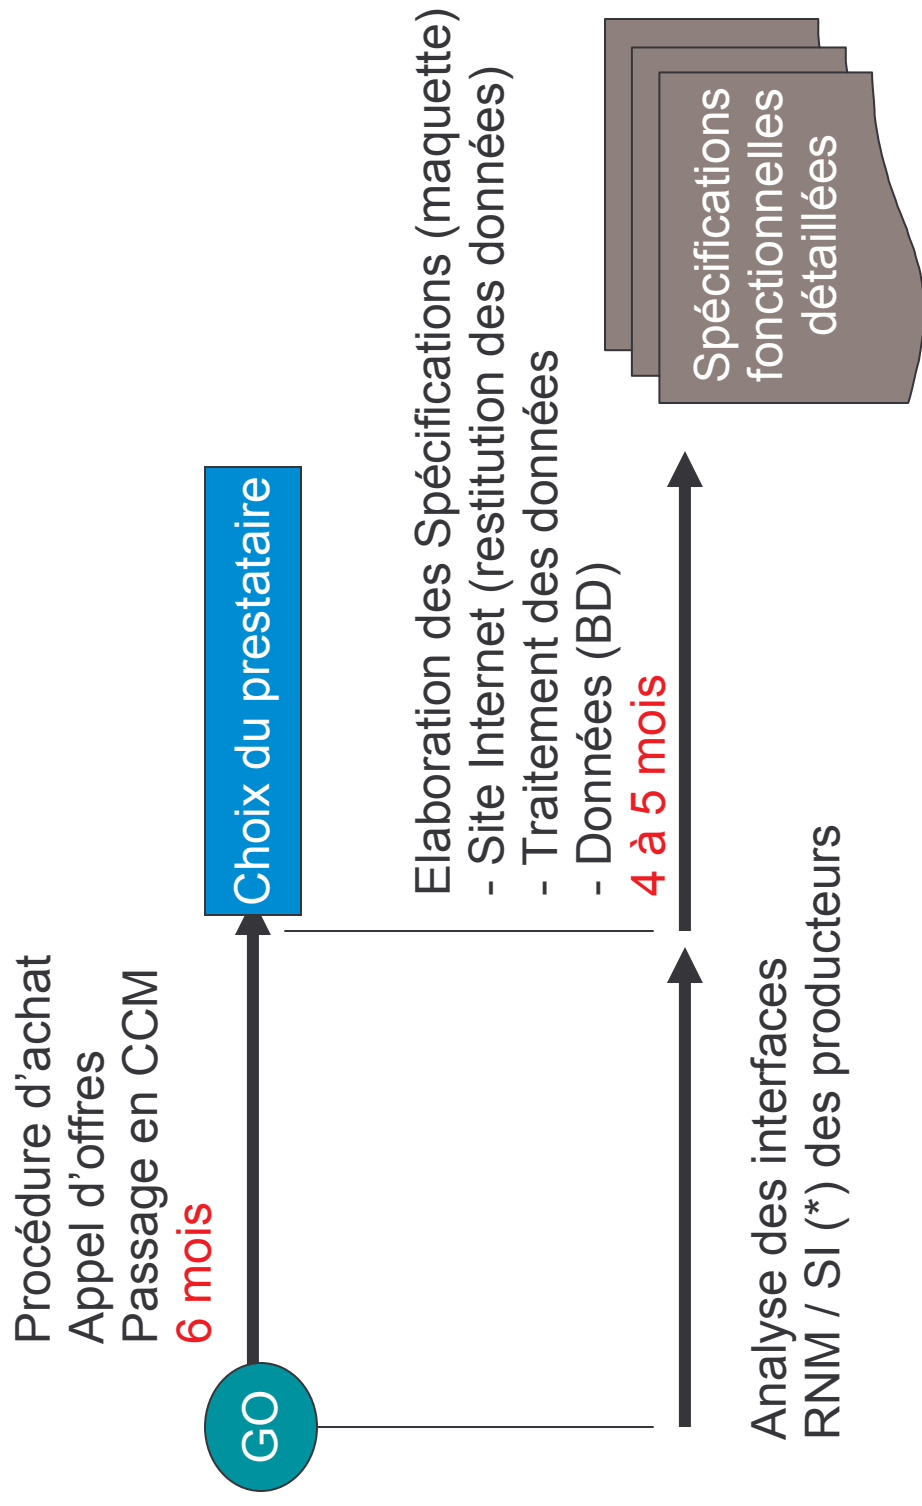 Procédure d’achat
Appel d’offres
Passage en CCM
6 mois
GO
Choix du prestataire
Elaboration des Spécifications (maquette)
- Site Internet (restitution des données)
- Traitement des données
- Données (BD)
4 à 5 mois
Spécifications
fonctionnelles
détaillées
Analyse des interfaces
RNM / SI (*) des producteurs